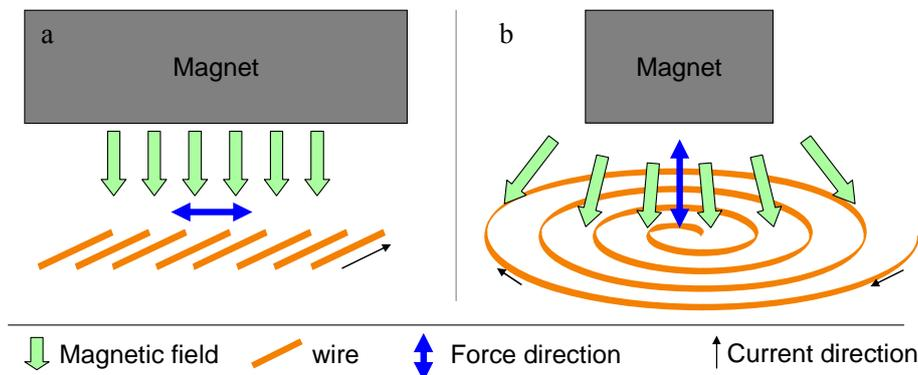 a
Magnet
b
Magnet
Magnetic field
wire
Force direction
Current direction